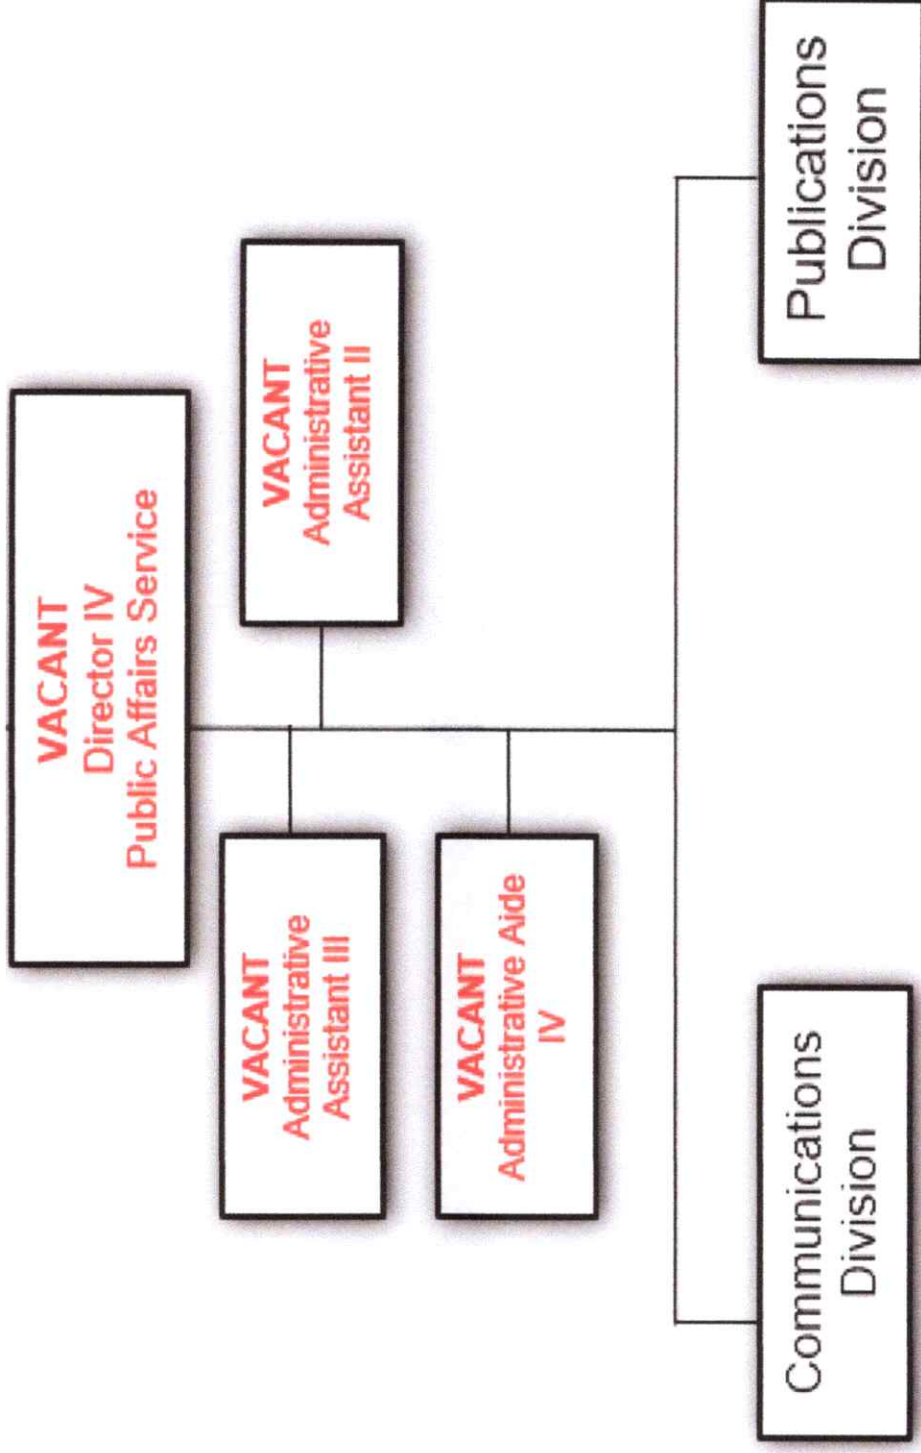 VACANT
Director IV
Public Affairs Service
VACANT
Administrative
Assistant III
VACANT
Administrative
Assistant II
VACANT
Administrative Aide
IV
Communications
Division
Publications
Division